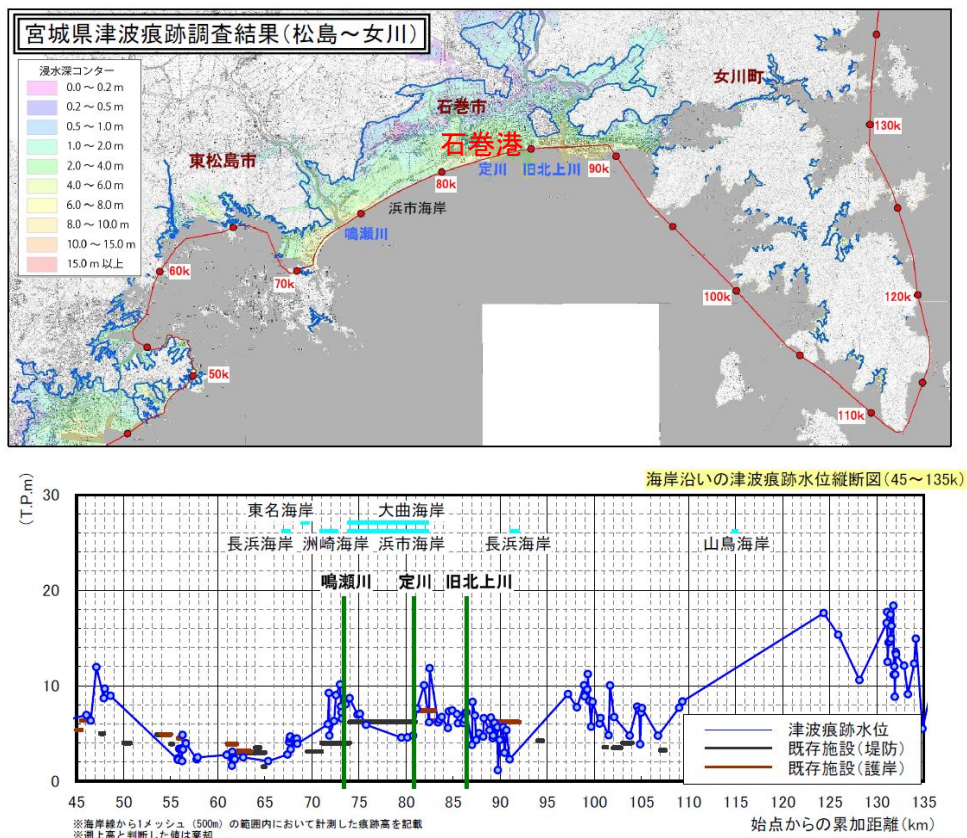 宮城県津波痕跡調査結果(松島～女川)
浸水深コンター
0.0～0.2 m
0.2～0.5 m
0.5～1.0 m
1.0～2.0 m
2.0～4.0 m
4.0～6.0 m
6.0～8.0 m
8.0～10.0 m
10.0～15.0 m
15.0 m 以上
女川町
石巻市
130k
石巻港
東松島市
定川 旧北上川
80k
90k
浜市海岸
鳴瀬川
60k
70k
100k
120k
50k
110k
海岸沿いの津波痕跡水位縦断図(45～135k)
(T.P.m)
30
20
10
0
東名海岸 大曲海岸
長浜海岸 洲崎海岸 浜市海岸 長浜海岸 山鳥海岸
鳴瀬川 定川 旧北上川
津波痕跡水位
既存施設(堤防)
既存施設(護岸)
45 50 55 60 65 70 75 80 85 90 95 100 105 110 115 120 125 130 135
始点からの累加距離(km)
※海岸線から1メッシュ (500m) の範囲内において計測した痕跡高を記載
※遡上高と判断した値は棄却